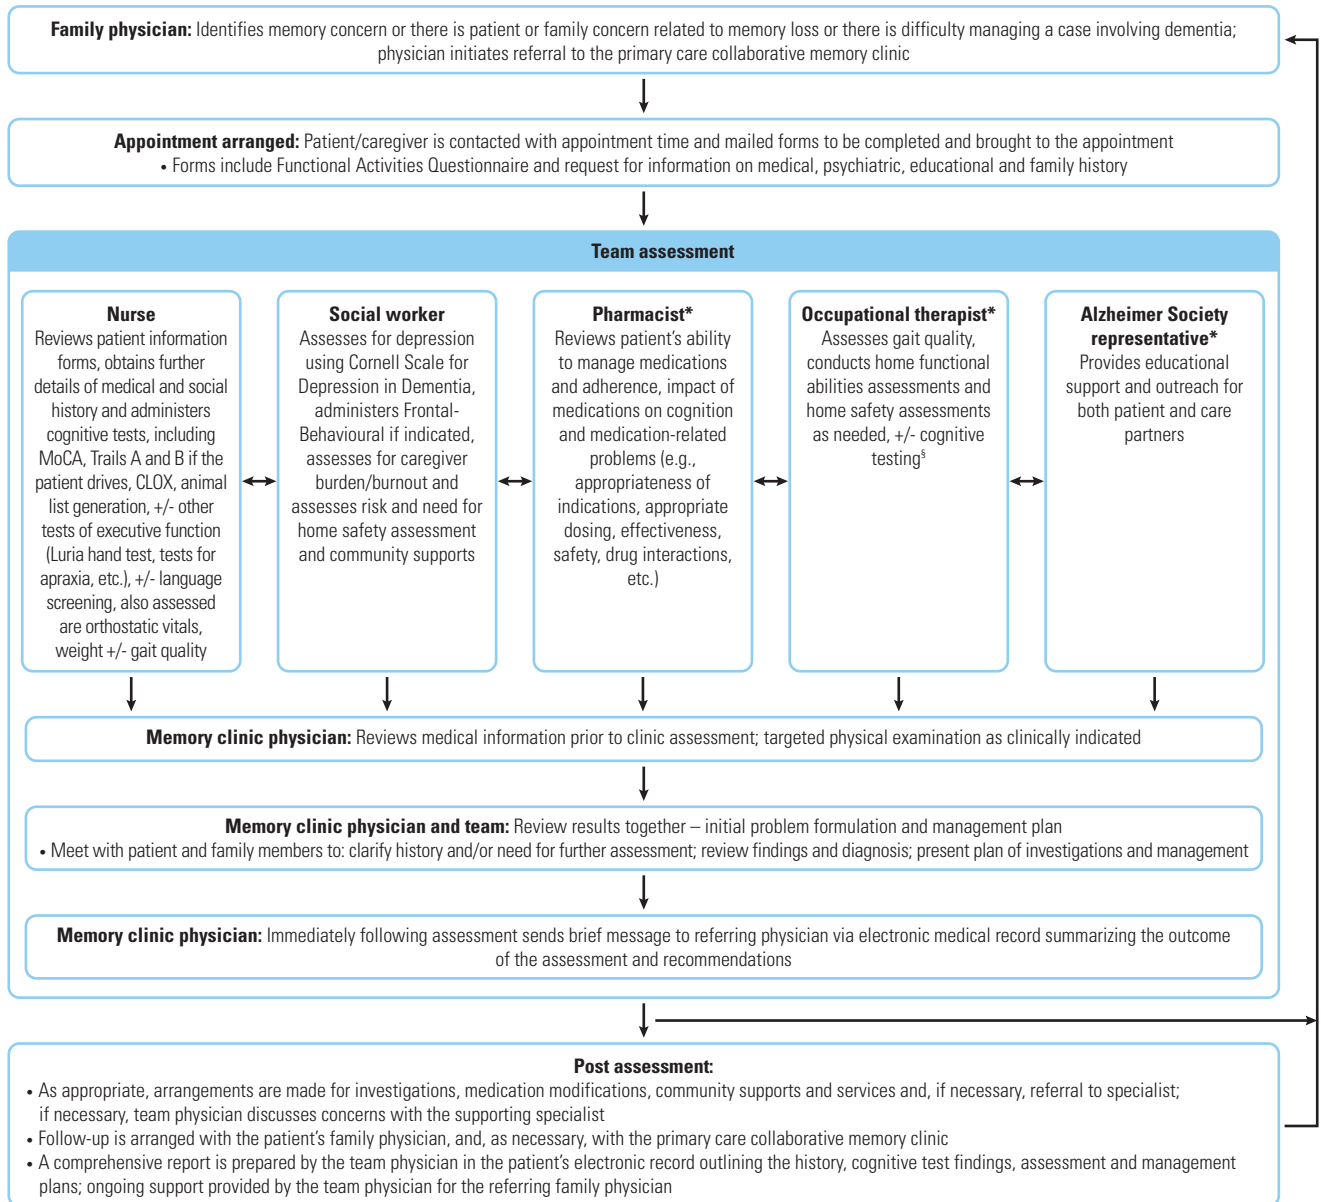 Family physician: Identifies memory concern or there is patient or family concern related to memory loss or there is difficulty managing a case involving dementia;
physician initiates referral to the primary care collaborative memory clinic
Appointment arranged: Patient/caregiver is contacted with appointment time and mailed forms to be completed and brought to the appointment
• Forms include Functional Activities Questionnaire and request for information on medical, psychiatric, educational and family history
Team assessment
Nurse
Reviews patient information
forms, obtains further
details of medical and social
history and administers
cognitive tests, including
MoCA, Trails A and B if the
patient drives, CLOX, animal
list generation, +/- other
tests of executive function
(Luria hand test, tests for
apraxia, etc.), +/- language
screening, also assessed
are orthostatic vitals,
weight +/- gait quality
Social worker
Assesses for depression
using Cornell Scale for
Depression in Dementia,
administers Frontal-
Behavioural if indicated,
assesses for caregiver
burden/burnout and
assesses risk and need for
home safety assessment
and community supports
Pharmacist*
Reviews patient's ability
to manage medications
and adherence, impact of
medications on cognition
and medication-related
problems (e.g.,
appropriateness of
indications, appropriate
dosing, effectiveness,
safety, drug interactions,
etc.)
Occupational therapist*
Assesses gait quality,
conducts home functional
abilities assessments and
home safety assessments
as needed, +/- cognitive
testing§
Alzheimer Society
representative*
Provides educational
support and outreach for
both patient and care
partners
Memory clinic physician: Reviews medical information prior to clinic assessment; targeted physical examination as clinically indicated
Memory clinic physician and team: Review results together – initial problem formulation and management plan
• Meet with patient and family members to: clarify history and/or need for further assessment; review findings and diagnosis; present plan of investigations and management
Memory clinic physician: Immediately following assessment sends brief message to referring physician via electronic medical record summarizing the outcome
of the assessment and recommendations
Post assessment:
• As appropriate, arrangements are made for investigations, medication modifications, community supports and services and, if necessary, referral to specialist;
if necessary, team physician discusses concerns with the supporting specialist
• Follow-up is arranged with the patient's family physician, and, as necessary, with the primary care collaborative memory clinic
• A comprehensive report is prepared by the team physician in the patient's electronic record outlining the history, cognitive test findings, assessment and management
plans; ongoing support provided by the team physician for the referring family physician